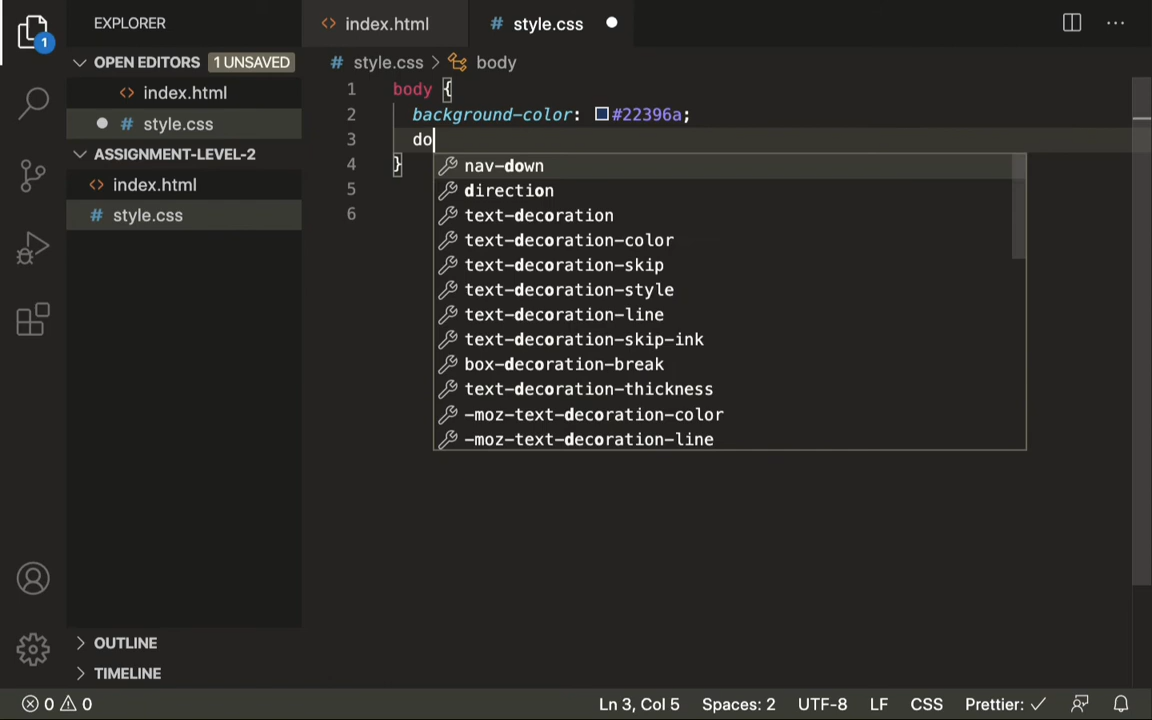 EXPLORER
index.html
# style.css
1
OPEN EDITORS 1 UNSAVED
# style.css > body
index.html
# style.css
ASSIGNMENT-LEVEL-2
index.html
# style.css
1 body {
2 background-color: #22396a;
3 do
4 }
5
6
nav-down
direction
text-decoration
text-decoration-color
text-decoration-skip
text-decoration-style
text-decoration-line
text-decoration-skip-ink
box-decoration-break
text-decoration-thickness
-moz-text-decoration-color
-moz-text-decoration-line
OUTLINE
TIMELINE
0 0 Ln 3, Col 5 Spaces: 2 UTF-8 LF CSS Prettier: ✓